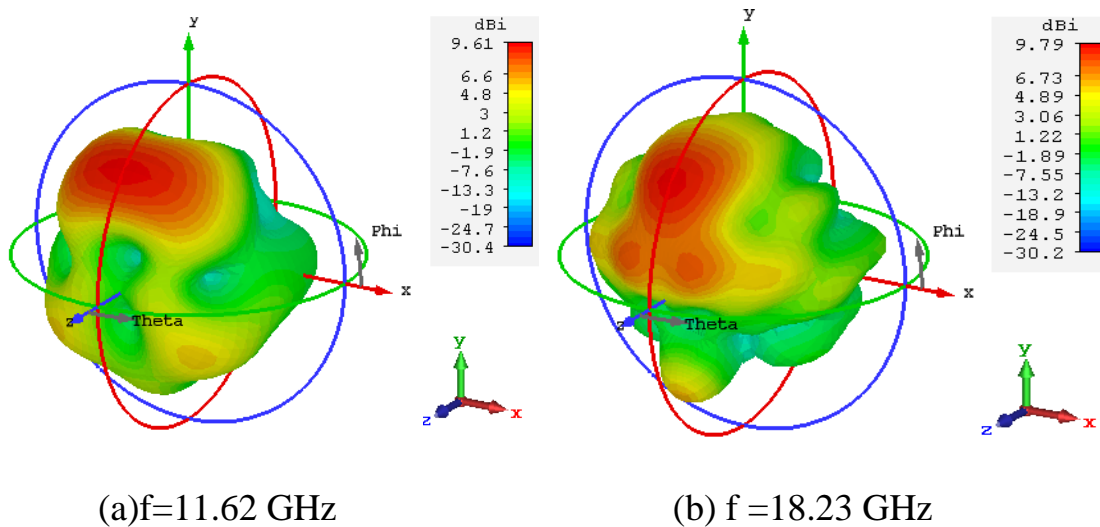 y
dBi
9.61
6.6
4.8
3
1.2
-1.9
-7.6
-13.3
-19
-24.7
-30.4
Phi
x
z
Theta
y
z
x
(a)f=11.62 GHz
y
dBi
9.79
6.73
4.89
3.06
1.22
-1.89
-7.55
-13.2
-18.9
-24.5
-30.2
Phi
x
z
Theta
y
z
x
(b) f =18.23 GHz